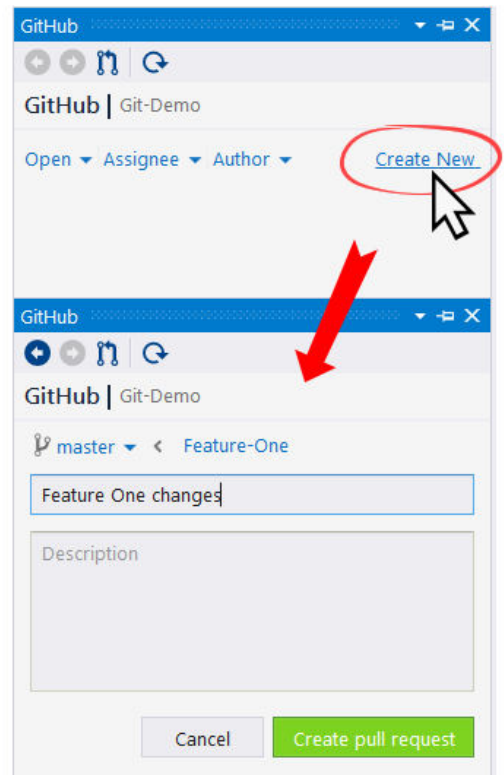 GitHub
GitHub | Git-Demo
Open Assignee Author Create New
GitHub
GitHub | Git-Demo
master < Feature-One
Feature One changes
Description
Cancel Create pull request